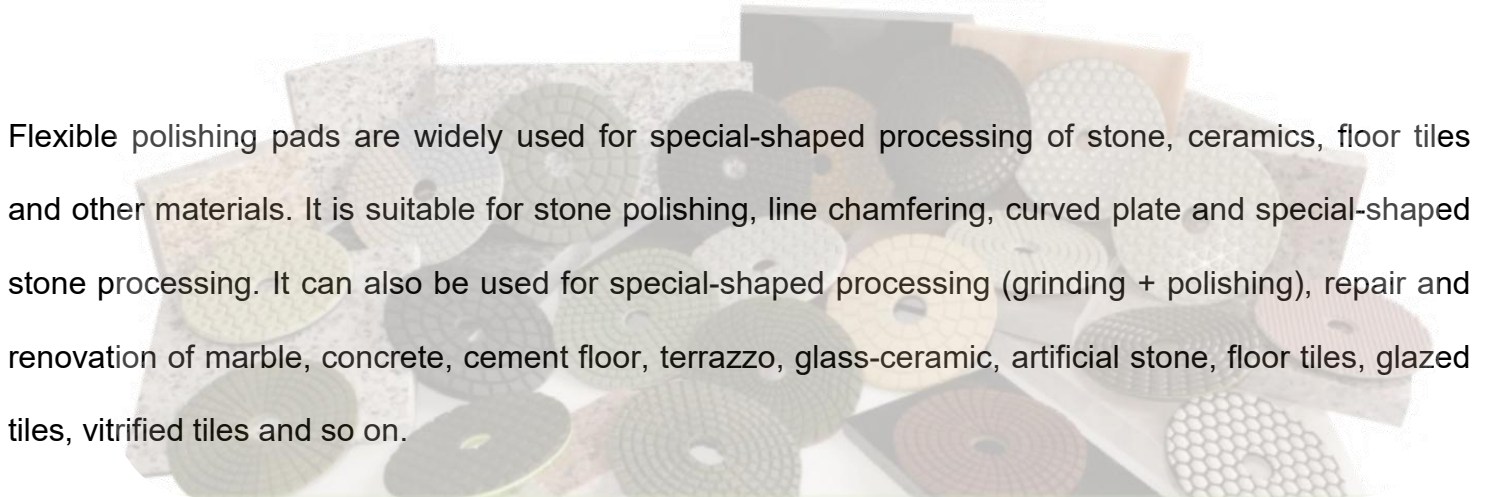 Flexible polishing pads are widely used for special-shaped processing of stone, ceramics, floor tiles
and other materials. It is suitable for stone polishing, line chamfering, curved plate and special-shaped
stone processing. It can also be used for special-shaped processing (grinding + polishing), repair and
renovation of marble, concrete, cement floor, terrazzo, glass-ceramic, artificial stone, floor tiles, glazed
tiles, vitrified tiles and so on.